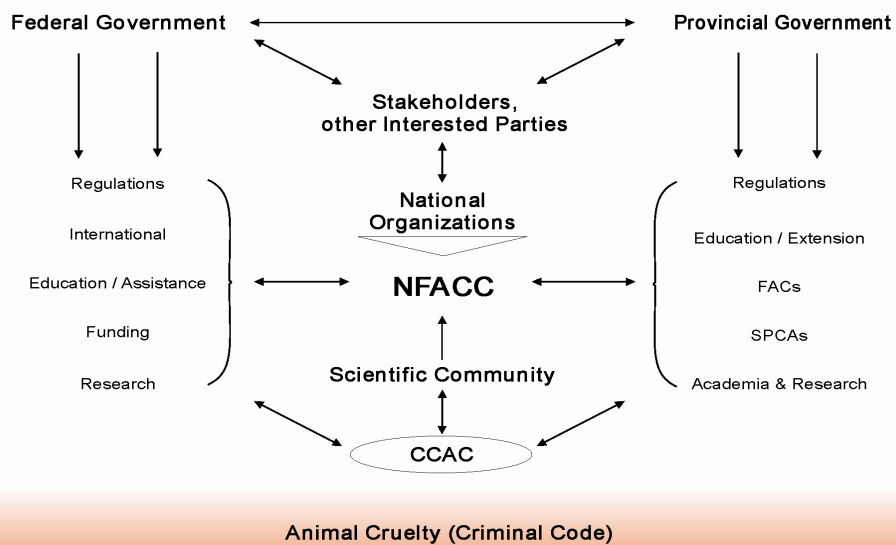 Federal Government
Provincial Government
Stakeholders,
other Interested Parties
National
Organizations
NFACC
Scientific Community
CCAC
Regulations
International
Education / Assistance
Funding
Research
Regulations
Education / Extension
FACs
SPCAs
Academia & Research
Animal Cruelty (Criminal Code)